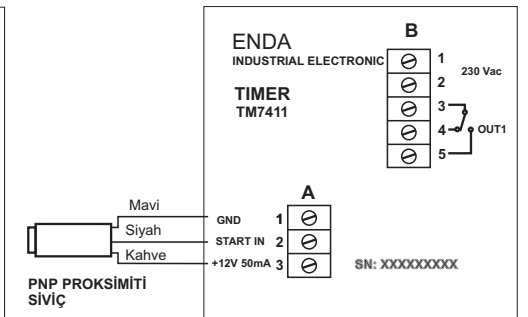 ENDA
INDUSTRIAL ELECTRONIC
TIMER
TM7411
B
1
230 Vac
2
3
4
OUT1
5
A
Mavi
GND
1
Siyah
START IN
2
Kahve
+12V 50mA
3
PNP PROKSİMİTİ
SİVİÇ
SN: XXXXXXXXX